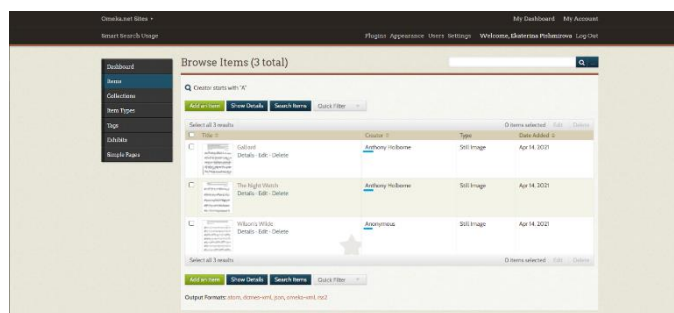 Omeka.net Sites
My Dashboard My Account
Smart Search Usage
Plugins Appearance Users Settings Welcome, Ekaterina Pirkmirova Log Out
Dashboard
Items
Collections
Item Types
Tags
Exhibits
Simple Pages
Browse Items (3 total)
Creator starts with "A"
Add an Item Show Details Search Items Quick Filter
Select all 3 results 0 items selected Edit Delete
Title Creator Type Date Added
Galliard Anthony Holborne Still Image Apr 14, 2021
Details · Edit · Delete
The Night Watch Anthony Holborne Still Image Apr 14, 2021
Details · Edit · Delete
Wilson's Wilde Anonymous Still Image Apr 14, 2021
Details · Edit · Delete
Select all 3 results 0 items selected Edit Delete
Add an Item Show Details Search Items Quick Filter
Output Formats: atom, dcmes-xml, json, omeka-xml, rss2